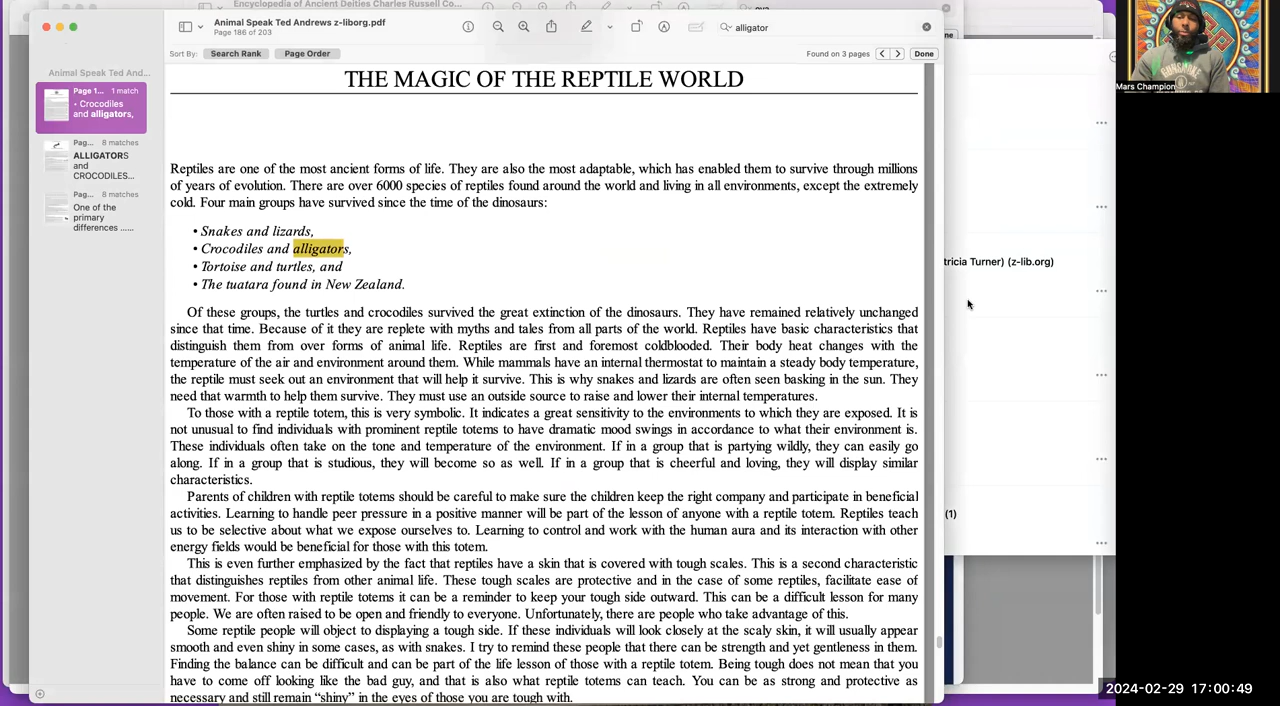 Encyclopedia of Ancient Deities Charles Russell Co...
Animal Speak Ted Andrews z-liborg.pdf
Page 186 of 203
alligator
Sort By: Search Rank Page Order
Found on 3 pages
Done
Animal Speak Ted And...
Page 1... 1 match
• Crocodiles
and alligators,
Pag... 8 matches
ALLIGATORS
and
CROCODILES...
Pag... 8 matches
One of the
primary
differences ......
THE MAGIC OF THE REPTILE WORLD
Reptiles are one of the most ancient forms of life. They are also the most adaptable, which has enabled them to survive through millions
of years of evolution. There are over 6000 species of reptiles found around the world and living in all environments, except the extremely
cold. Four main groups have survived since the time of the dinosaurs:
• Snakes and lizards,
• Crocodiles and alligators,
• Tortoise and turtles, and
• The tuatara found in New Zealand.
Of these groups, the turtles and crocodiles survived the great extinction of the dinosaurs. They have remained relatively unchanged
since that time. Because of it they are replete with myths and tales from all parts of the world. Reptiles have basic characteristics that
distinguish them from over forms of animal life. Reptiles are first and foremost coldblooded. Their body heat changes with the
temperature of the air and environment around them. While mammals have an internal thermostat to maintain a steady body temperature,
the reptile must seek out an environment that will help it survive. This is why snakes and lizards are often seen basking in the sun. They
need that warmth to help them survive. They must use an outside source to raise and lower their internal temperatures.
To those with a reptile totem, this is very symbolic. It indicates a great sensitivity to the environments to which they are exposed. It is
not unusual to find individuals with prominent reptile totems to have dramatic mood swings in accordance to what their environment is.
These individuals often take on the tone and temperature of the environment. If in a group that is partying wildly, they can easily go
along. If in a group that is studious, they will become so as well. If in a group that is cheerful and loving, they will display similar
characteristics.
Parents of children with reptile totems should be careful to make sure the children keep the right company and participate in beneficial
activities. Learning to handle peer pressure in a positive manner will be part of the lesson of anyone with a reptile totem. Reptiles teach
us to be selective about what we expose ourselves to. Learning to control and work with the human aura and its interaction with other
energy fields would be beneficial for those with this totem.
This is even further emphasized by the fact that reptiles have a skin that is covered with tough scales. This is a second characteristic
that distinguishes reptiles from other animal life. These tough scales are protective and in the case of some reptiles, facilitate ease of
movement. For those with reptile totems it can be a reminder to keep your tough side outward. This can be a difficult lesson for many
people. We are often raised to be open and friendly to everyone. Unfortunately, there are people who take advantage of this.
Some reptile people will object to displaying a tough side. If these individuals will look closely at the scaly skin, it will usually appear
smooth and even shiny in some cases, as with snakes. I try to remind these people that there can be strength and yet gentleness in them.
Finding the balance can be difficult and can be part of the life lesson of those with a reptile totem. Being tough does not mean that you
have to come off looking like the bad guy, and that is also what reptile totems can teach. You can be as strong and protective as
necessary and still remain “shiny” in the eyes of those you are tough with.
tricia Turner) (z-lib.org)
(1)
Mars Champion
2024-02-29 17:00:49